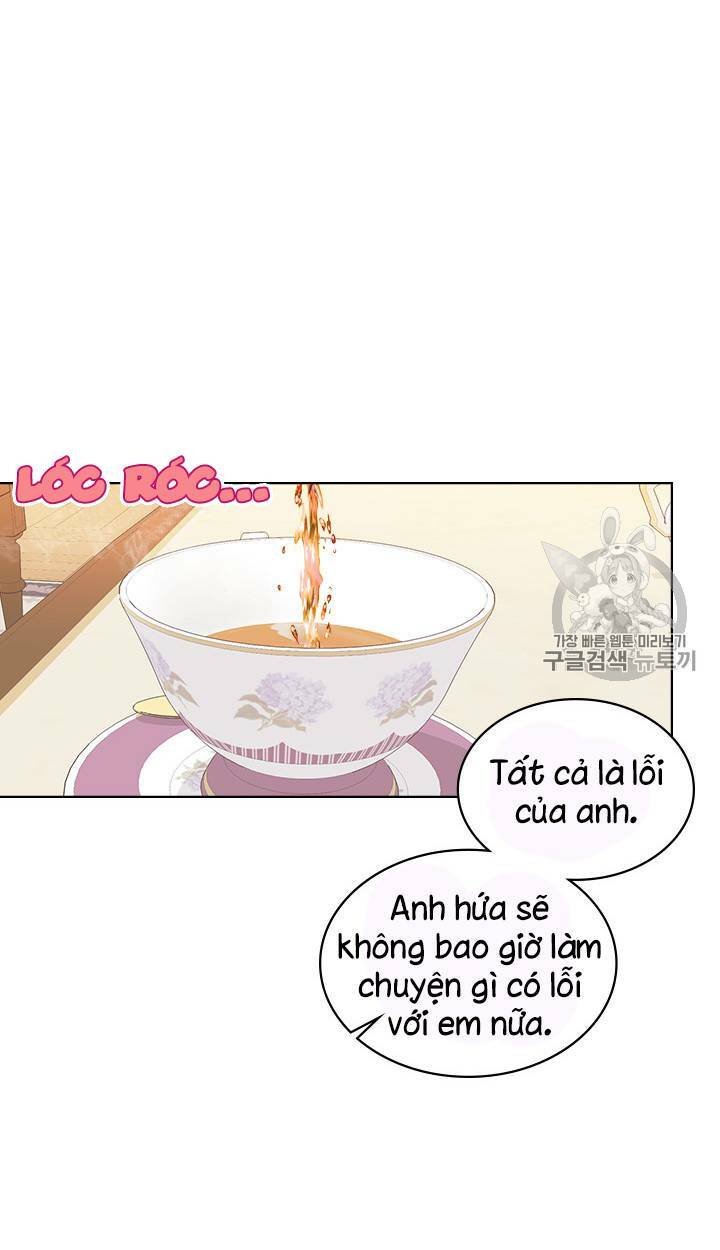 LÓC RÓC...
가장 빠른 웹툰 미리보기
구글검색 뉴토끼
Tất cả là lỗi
của anh.
Anh hứa sẽ
không bao giờ làm
chuyện gì có lỗi
với em nữa.